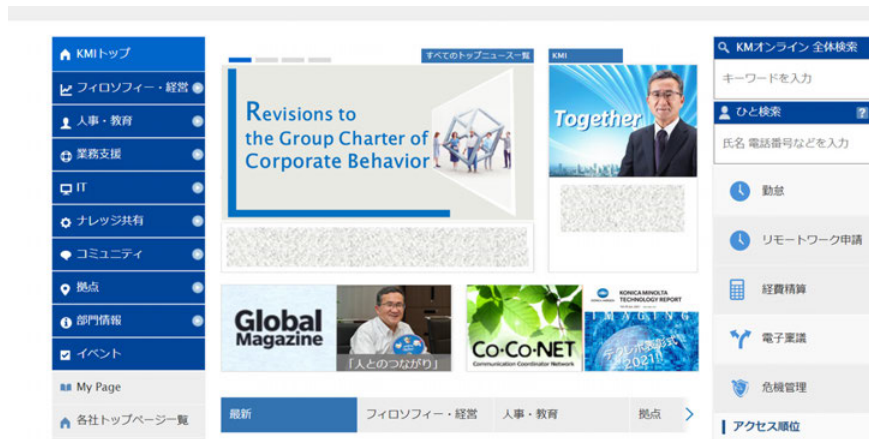 KMIトップ
フィロソフィー・経営
人事・教育
業務支援
IT
ナレッジ共有
コミュニティ
拠点
部門情報
イベント
My Page
各社トップページ一覧
すべてのトップニュース一覧
Revisions to
the Group Charter of
Corporate Behavior
KMI
Together
Global
Magazine
「人とのつながり」
Co・Co・NET
Communication Coordinator Network
KONICA MINOLTA
TECHNOLOGY REPORT
IMAGING
テクレポ表彰式
2021!!
最新
フィロソフィー・経営
人事・教育
拠点
KMオンライン 全体検索
キーワードを入力
ひと検索
?
氏名 電話番号などを入力
勤怠
リモートワーク申請
経費精算
電子稟議
危機管理
アクセス順位